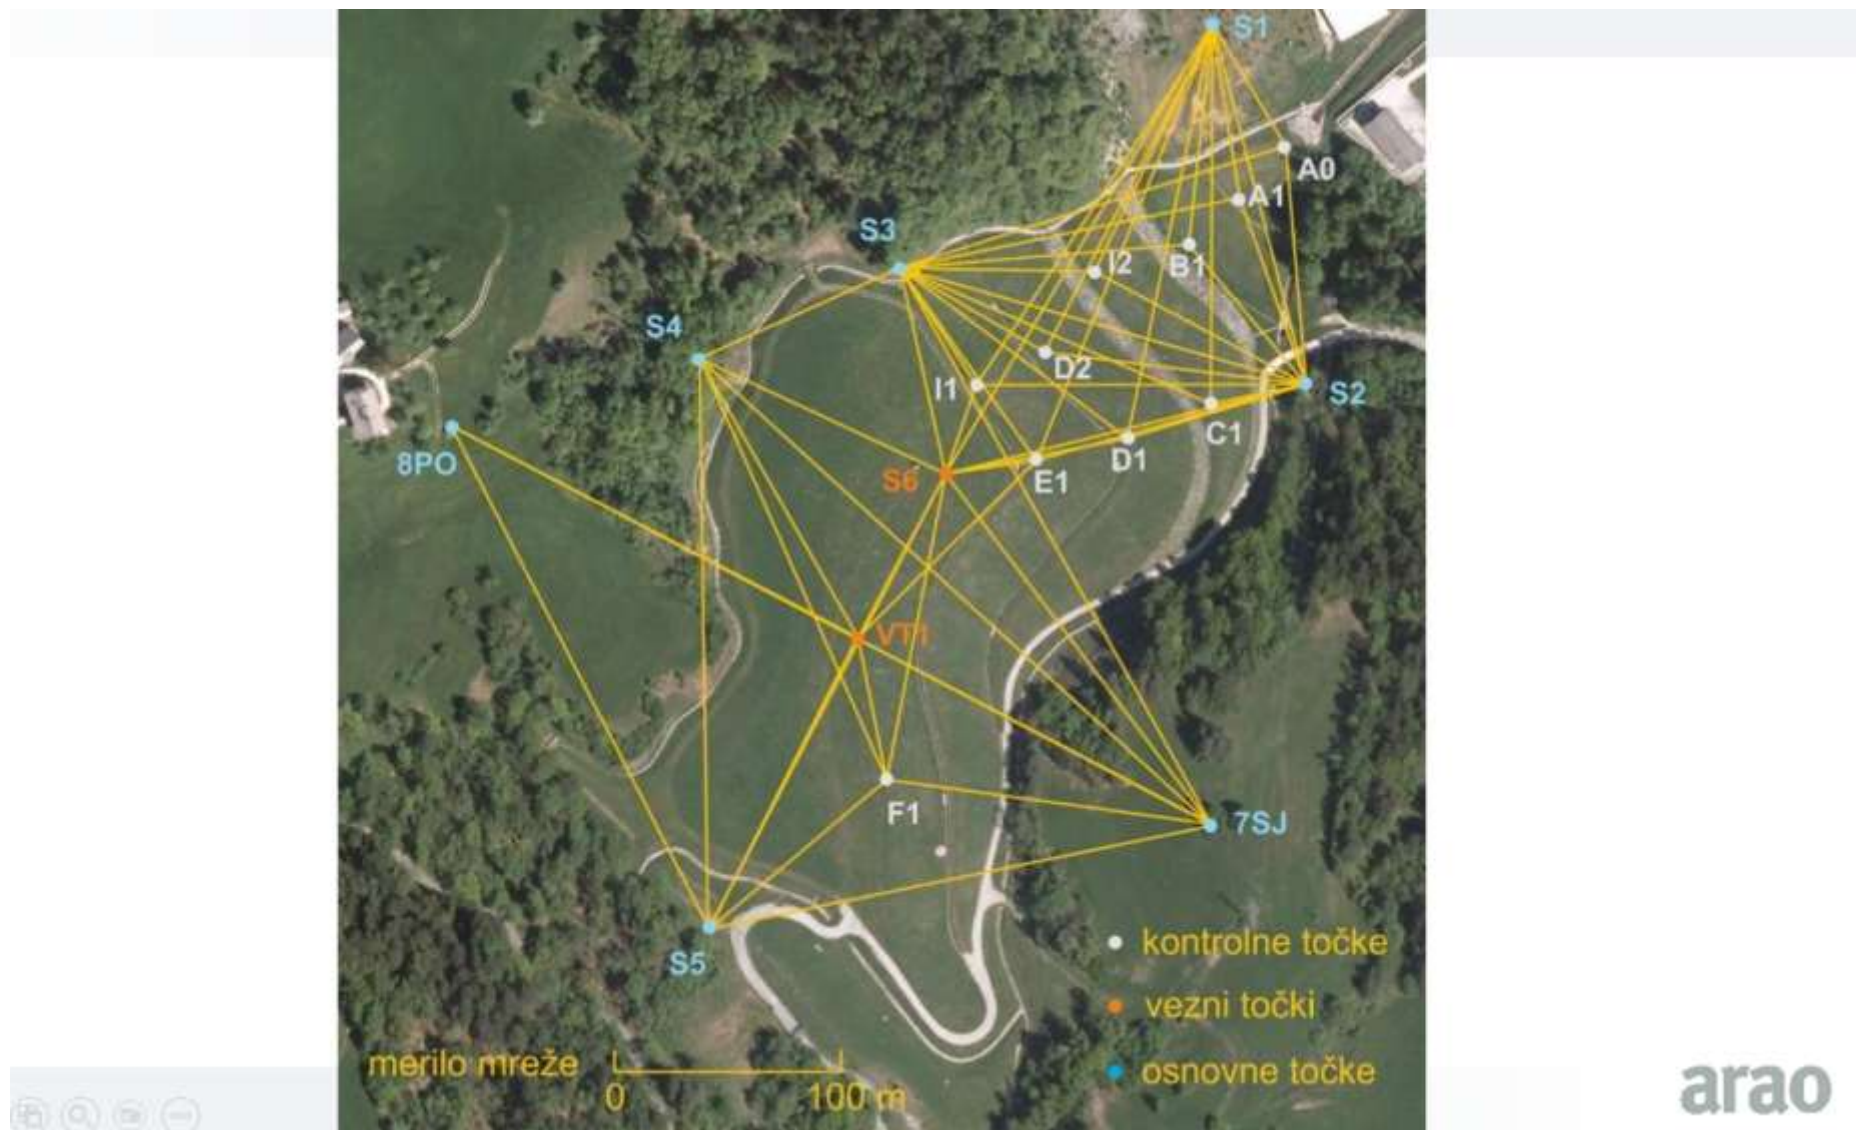 S1
A0
A1
S3
I2
B1
S4
D2
I1
S2
C1
8PO
D1
S6
E1
VT1
F1
7SJ
kontrolne točke
S5
vezni točki
merilo mreže
osnovne točke
0
100 m
arao